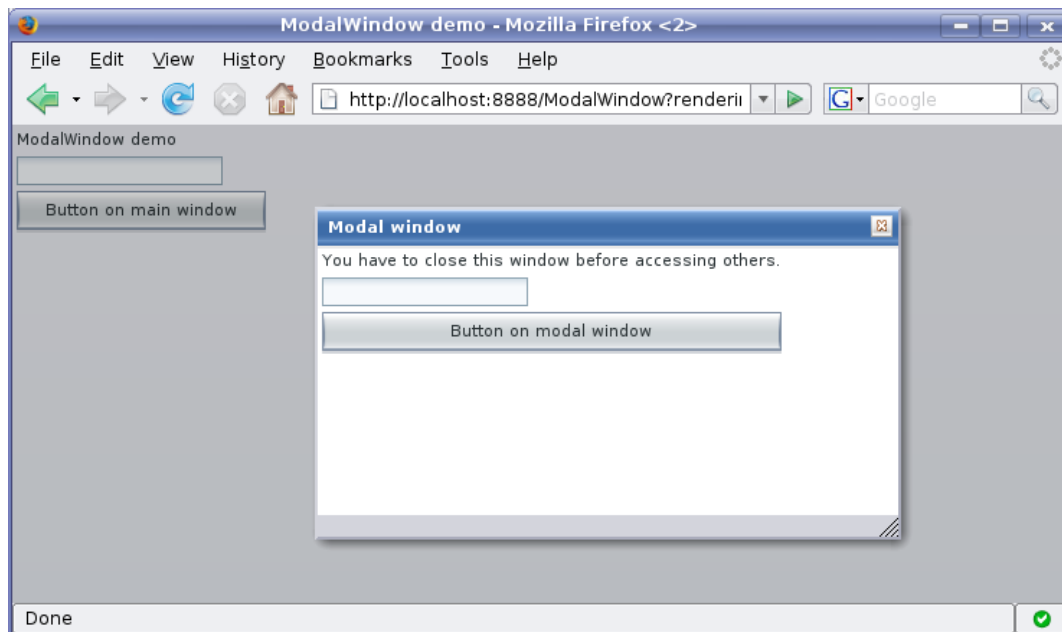 ModalWindow demo - Mozilla Firefox <2>
File Edit View History Bookmarks Tools Help
http://localhost:8888/ModalWindow?renderin G Google
ModalWindow demo
Button on main window
Modal window
You have to close this window before accessing others.
Button on modal window
Done